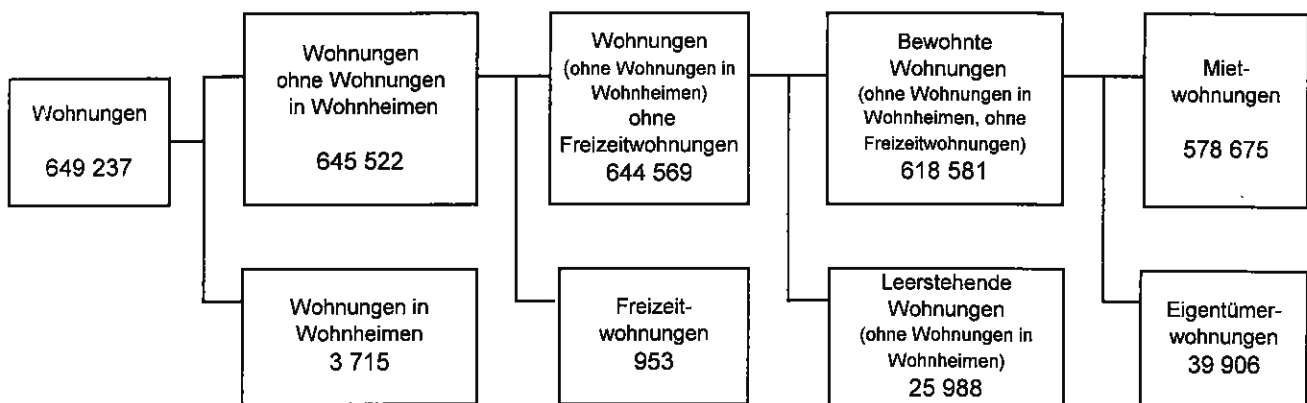 Wohnungen
649 237
Wohnungen
ohne Wohnungen
in Wohnheimen
645 522
Wohnungen
(ohne Wohnungen in
Wohnheimen)
ohne
Freizeitwohnungen
644 569
Bewohnte
Wohnungen
(ohne Wohnungen in
Wohnheimen, ohne
Freizeitwohnungen)
618 581
Miet-
wohnungen
578 675
Wohnungen in
Wohnheimen
3 715
Freizeit-
wohnungen
953
Leerstehende
Wohnungen
(ohne Wohnungen in
Wohnheimen)
25 988
Eigentümer-
wohnungen
39 906